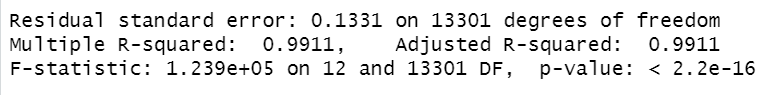 Residual standard error: 0.1331 on 13301 degrees of freedom
Multiple R-squared:  0.9911,    Adjusted R-squared:  0.9911
F-statistic: 1.239e+05 on 12 and 13301 DF,  p-value: < 2.2e-16